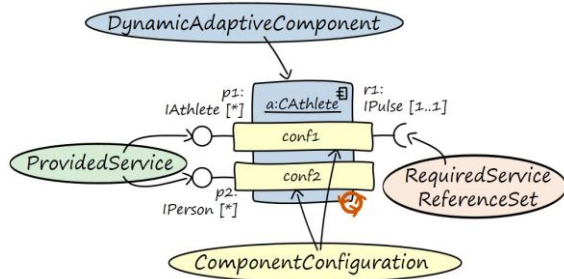 DynamicAdaptiveComponent
p1:
IAthlete [*]
a:CAthlete
r1:
IPulse [1..1]
conf1
ProvidedService
conf2
p2:
IPerson [*]
RequiredService
ReferenceSet
ComponentConfiguration